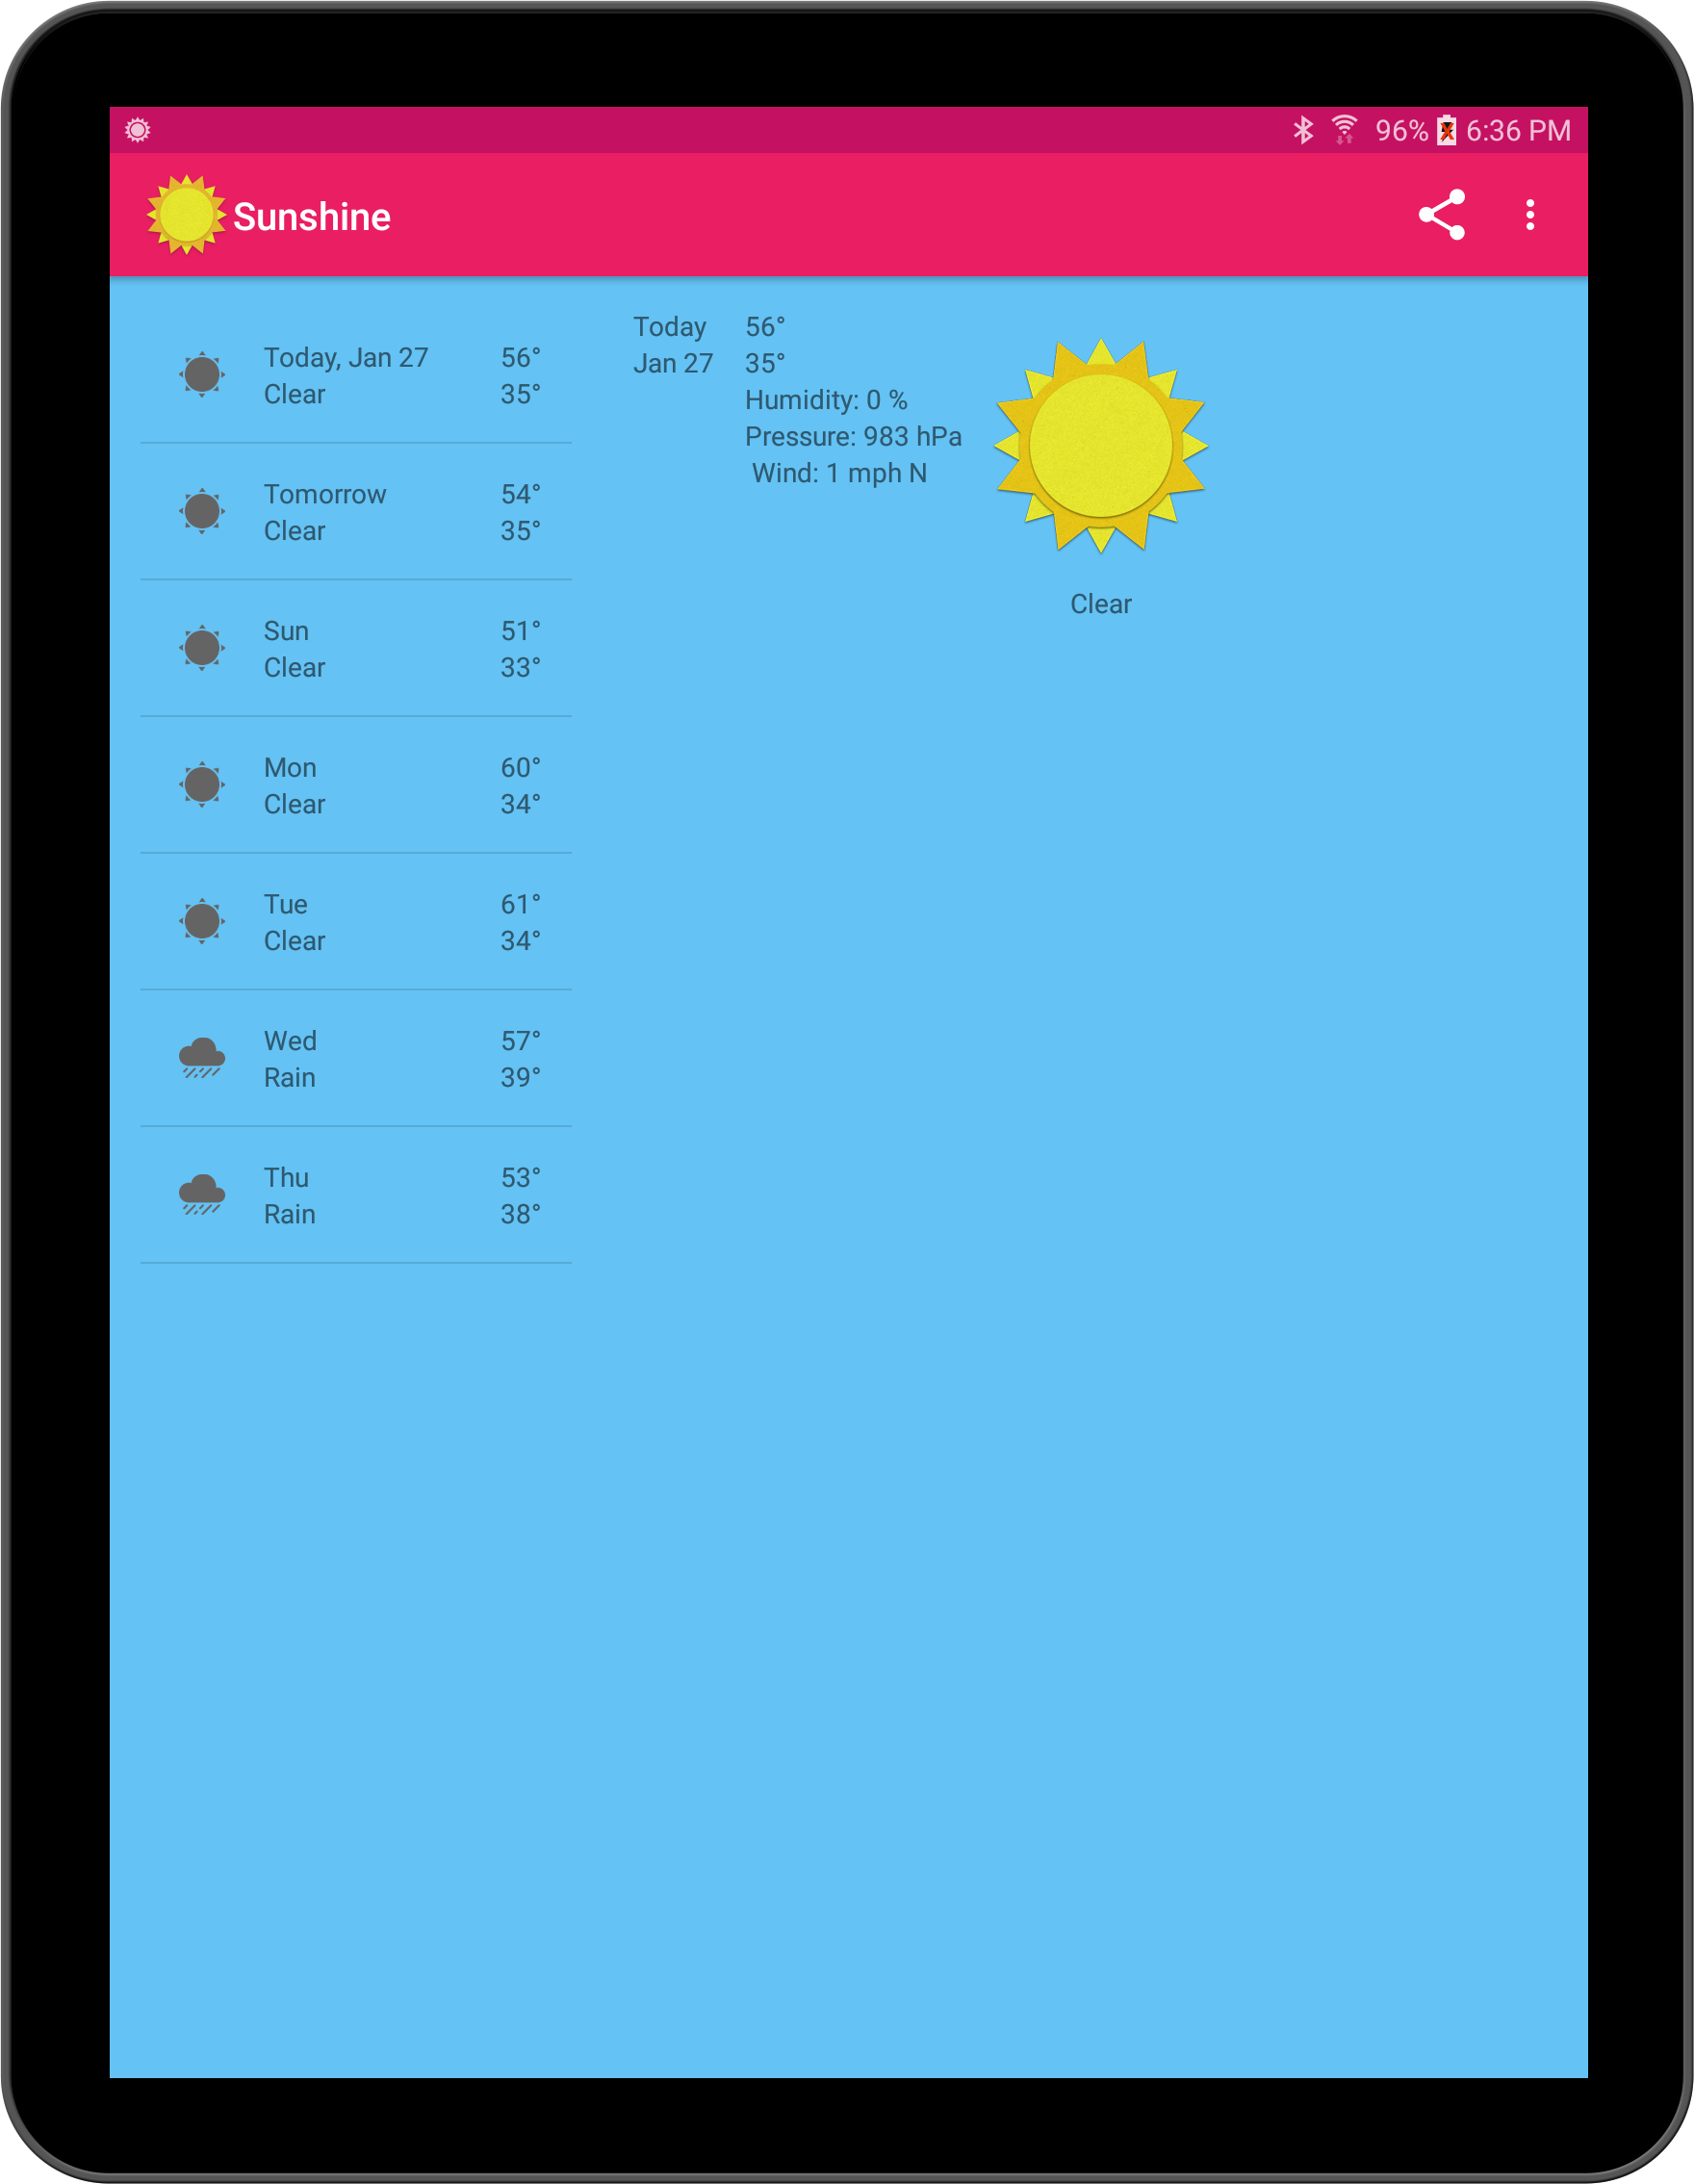 96% 6:36 PM
Sunshine
Today, Jan 27 56°
Clear 35°
Tomorrow 54°
Clear 35°
Sun 51°
Clear 33°
Mon 60°
Clear 34°
Tue 61°
Clear 34°
Wed 57°
Rain 39°
Thu 53°
Rain 38°
Today 56°
Jan 27 35°
Humidity: 0 %
Pressure: 983 hPa
Wind: 1 mph N
Clear